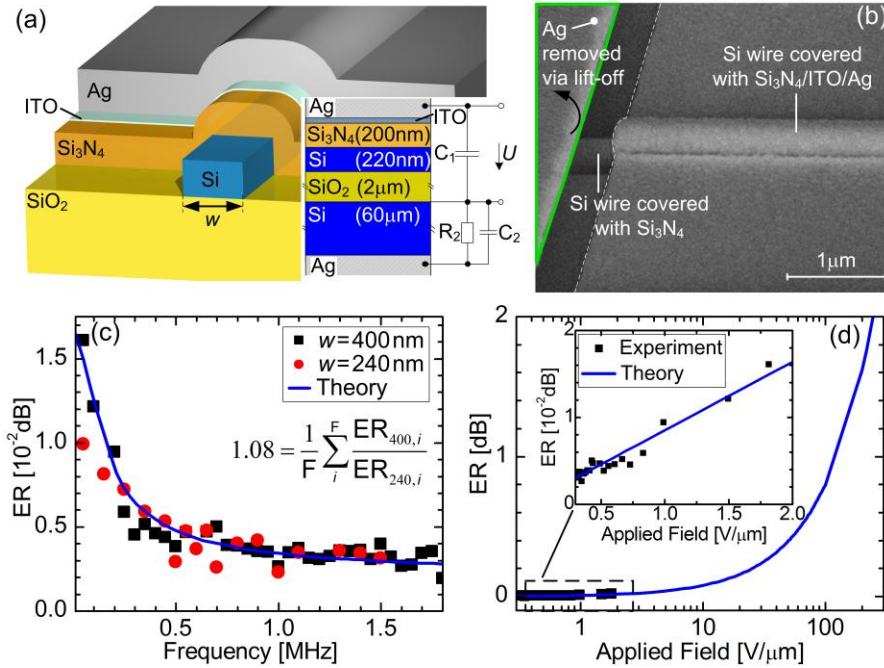 (a)
Ag
ITO
Si₃N₄
Si
SiO₂
w
Ag
ITO
Si₃N₄ (200nm)
Si (220nm)
SiO₂ (2μm)
Si (60μm)
Ag
C₁
U
R₂
C₂
(b)
Ag
removed
via lift-off
Si wire covered
with Si₃N₄/ITO/Ag
Si wire covered
with Si₃N₄
1μm
(c)
w=400nm
w=240nm
Theory
1.08 = 1/F ∑ᵢF ER₄₀₀,ᵢ/ER₂₄₀,ᵢ
ER [10⁻²dB]
1.5
1.0
0.5
0.0
0.5 1.0 1.5
Frequency [MHz]
(d)
ER [dB]
2
1
0
1 10 100
Applied Field [V/μm]
Experiment
Theory
ER [10⁻²dB]
2
1
0
0.5 1.0 1.5 2.0
Applied Field [V/μm]